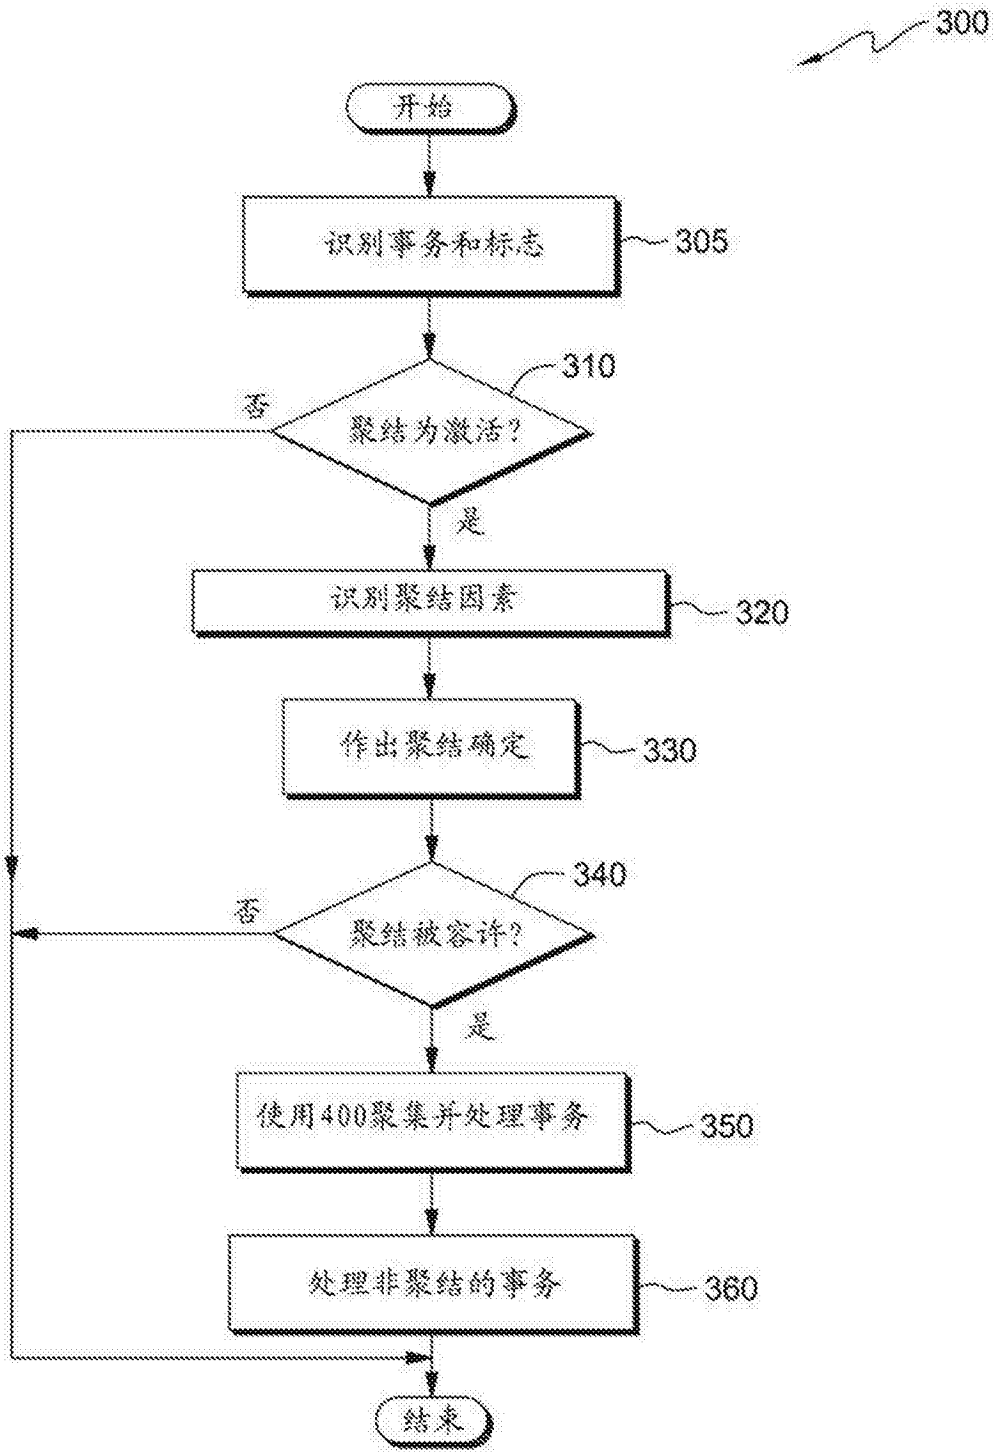 300
开始
识别事务和标志
305
310
否
聚结为激活?
是
识别聚结因素
320
作出聚结确定
330
340
否
聚结被容许?
是
使用400聚集并处理事务
350
处理非聚结的事务
360
结束